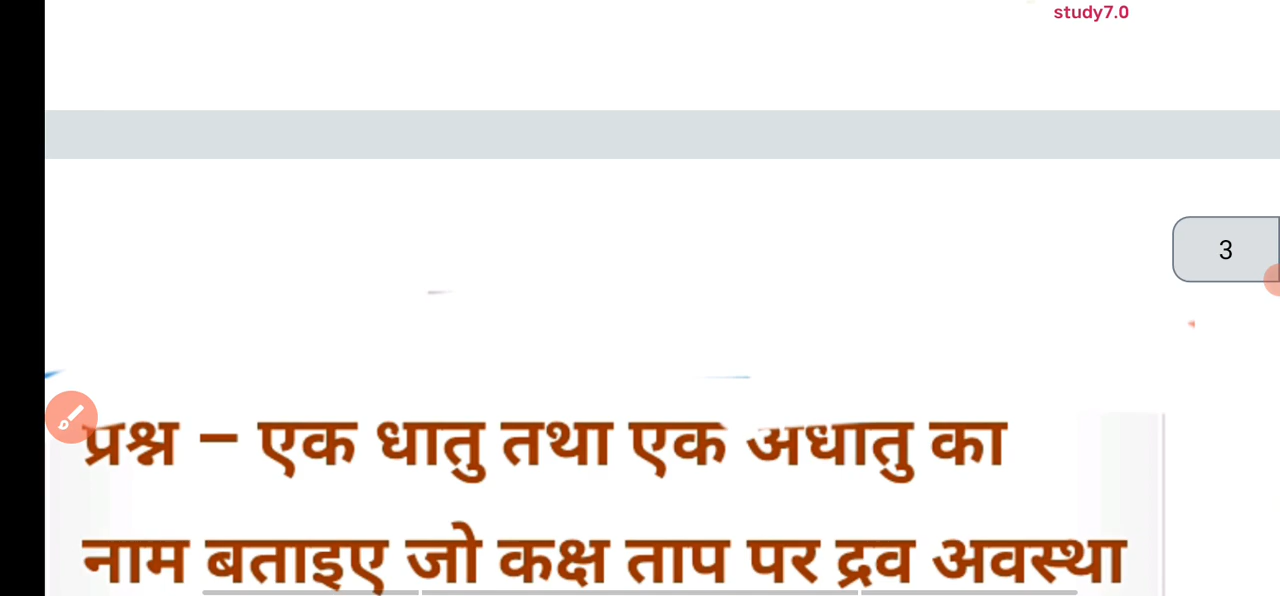 study7.0
3
प्रश्न – एक धातु तथा एक अधातु का
नाम बताइए जो कक्ष ताप पर द्रव अवस्था